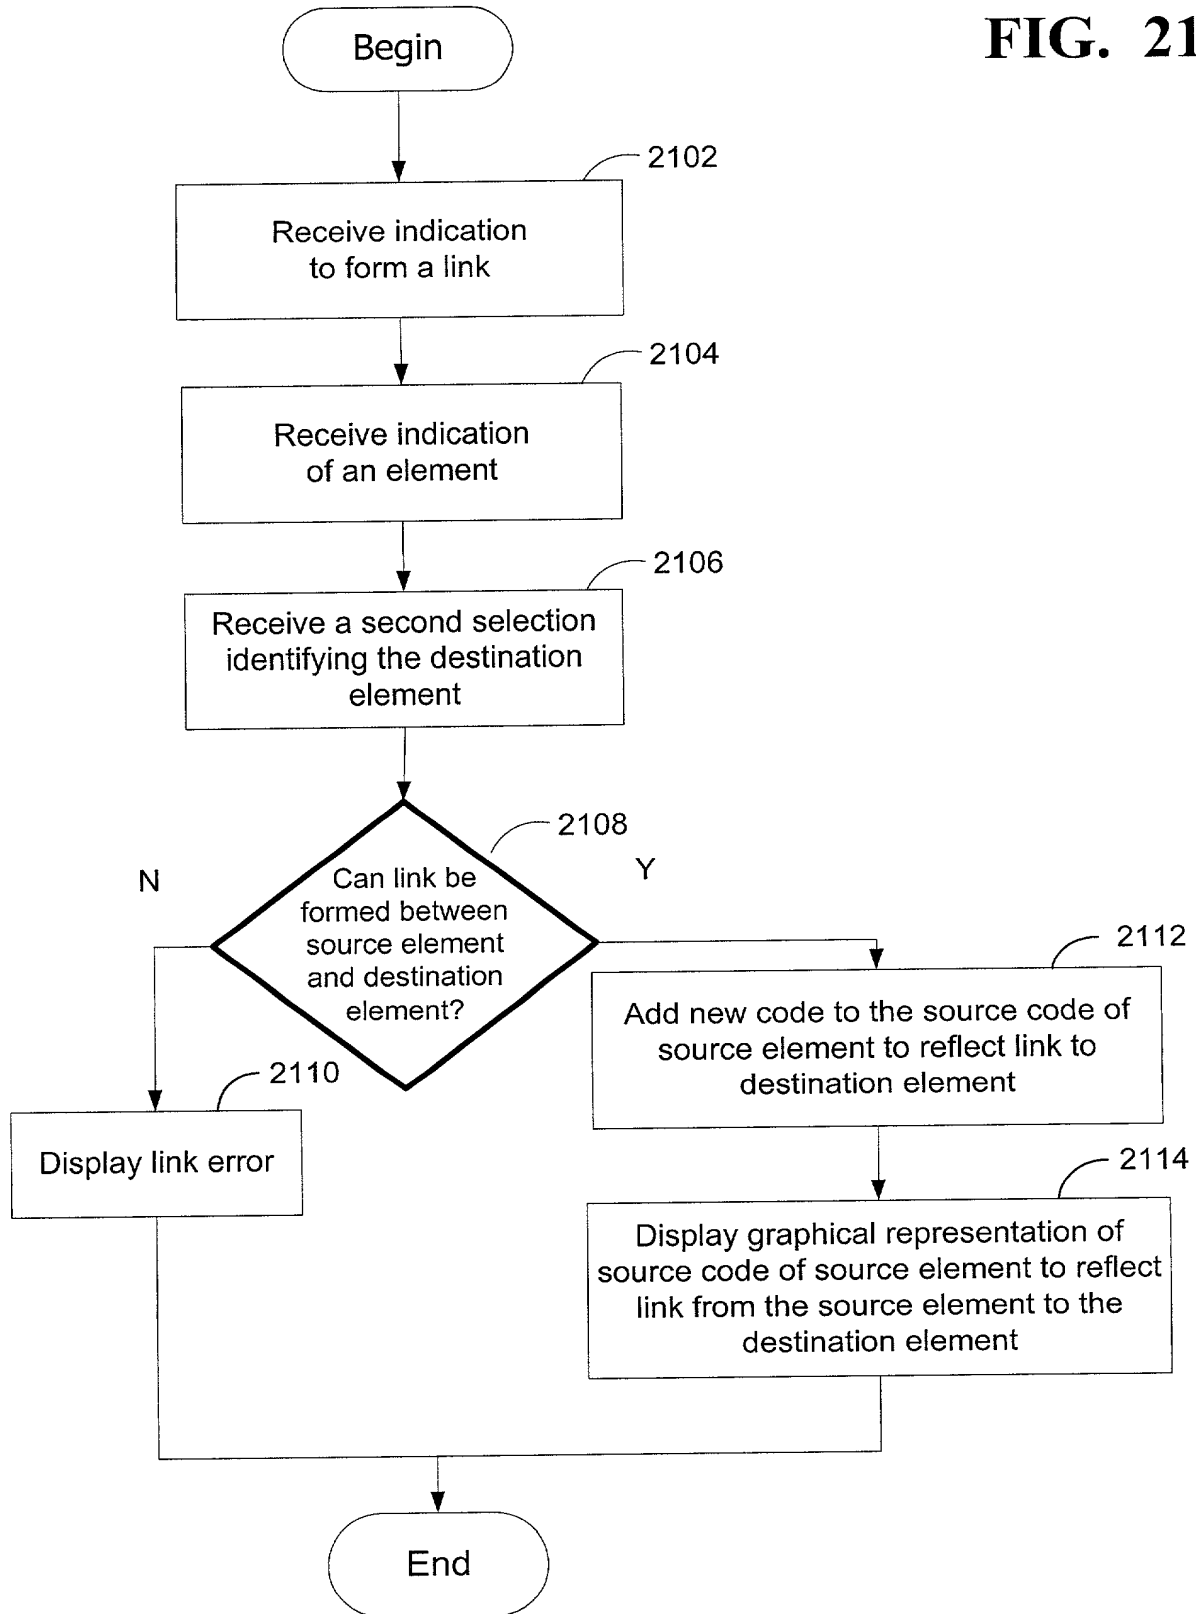 FIG. 21
Begin
2102
Receive indication
to form a link
2104
Receive indication
of an element
2106
Receive a second selection
identifying the destination
element
2108
N
Y
Can link be
formed between
source element
and destination
element?
2112
Add new code to the source code of
source element to reflect link to
destination element
2110
Display link error
2114
Display graphical representation of
source code of source element to reflect
link from the source element to the
destination element
End